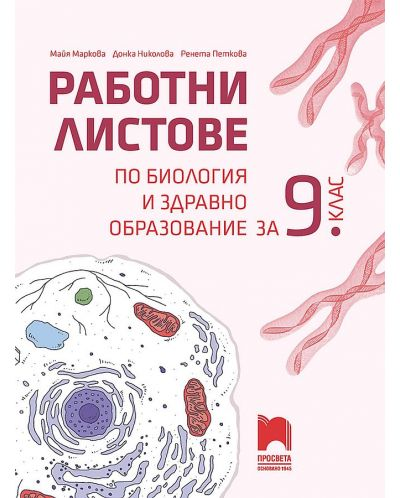 Майя Маркова Донка Николова Ренета Петкова
РАБОТНИ
ЛИСТОВЕ
ПО БИОЛОГИЯ
И ЗДРАВНО
ОБРАЗОВАНИЕ ЗА 9. КЛАС
ПРОСВЕТА
ОСНОВАНО 1945